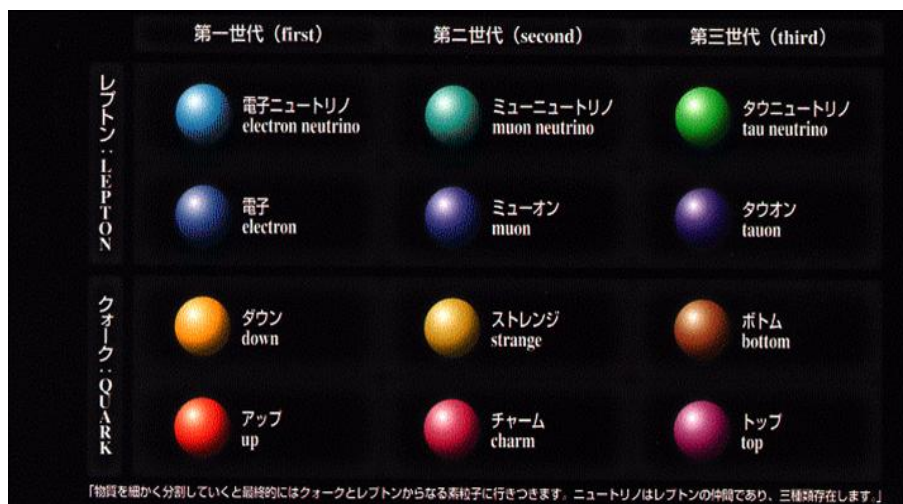 第一世代（first）
第二世代（second）
第三世代（third）
レプトン：LEPTON
電子ニュートリノ
electron neutrino
ミューニュートリノ
muon neutrino
タウニュートリノ
tau neutrino
電子
electron
ミューオン
muon
タウオン
tauon
クォーク：QUARK
ダウン
down
ストレンジ
strange
ボトム
bottom
アップ
up
チャーム
charm
トップ
top
「物質を細かく分割していくと最終的にはクォークとレプトンからなる素粒子に行きつきます。ニュートリノはレプトンの仲間であり、三種類存在します。」